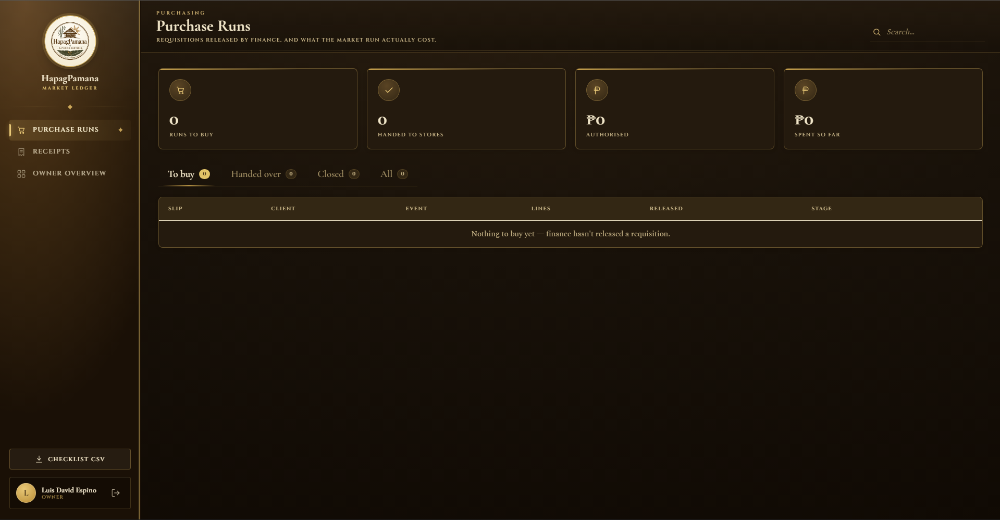 HapagPamana
CATERING SERVICES
HapagPamana
MARKET LEDGER
PURCHASE RUNS
RECEIPTS
OWNER OVERVIEW
CHECKLIST CSV
L
Luis David Espino
OWNER
PURCHASING
Purchase Runs
REQUISITIONS RELEASED BY FINANCE, AND WHAT THE MARKET RUN ACTUALLY COST.
Search...
0
RUNS TO BUY
0
HANDED TO STORES
₱0
AUTHORISED
₱0
SPENT SO FAR
To buy 0 Handed over 0 Closed 0 All 0
SLIP CLIENT EVENT LINES RELEASED STAGE
Nothing to buy yet — finance hasn't released a requisition.